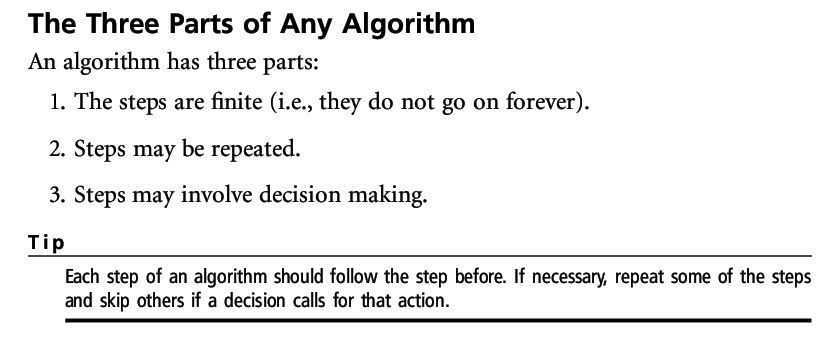 The Three Parts of Any Algorithm
An algorithm has three parts:
1. The steps are finite (i.e., they do not go on forever).
2. Steps may be repeated.
3. Steps may involve decision making.
Tip
Each step of an algorithm should follow the step before. If necessary, repeat some of the steps
and skip others if a decision calls for that action.